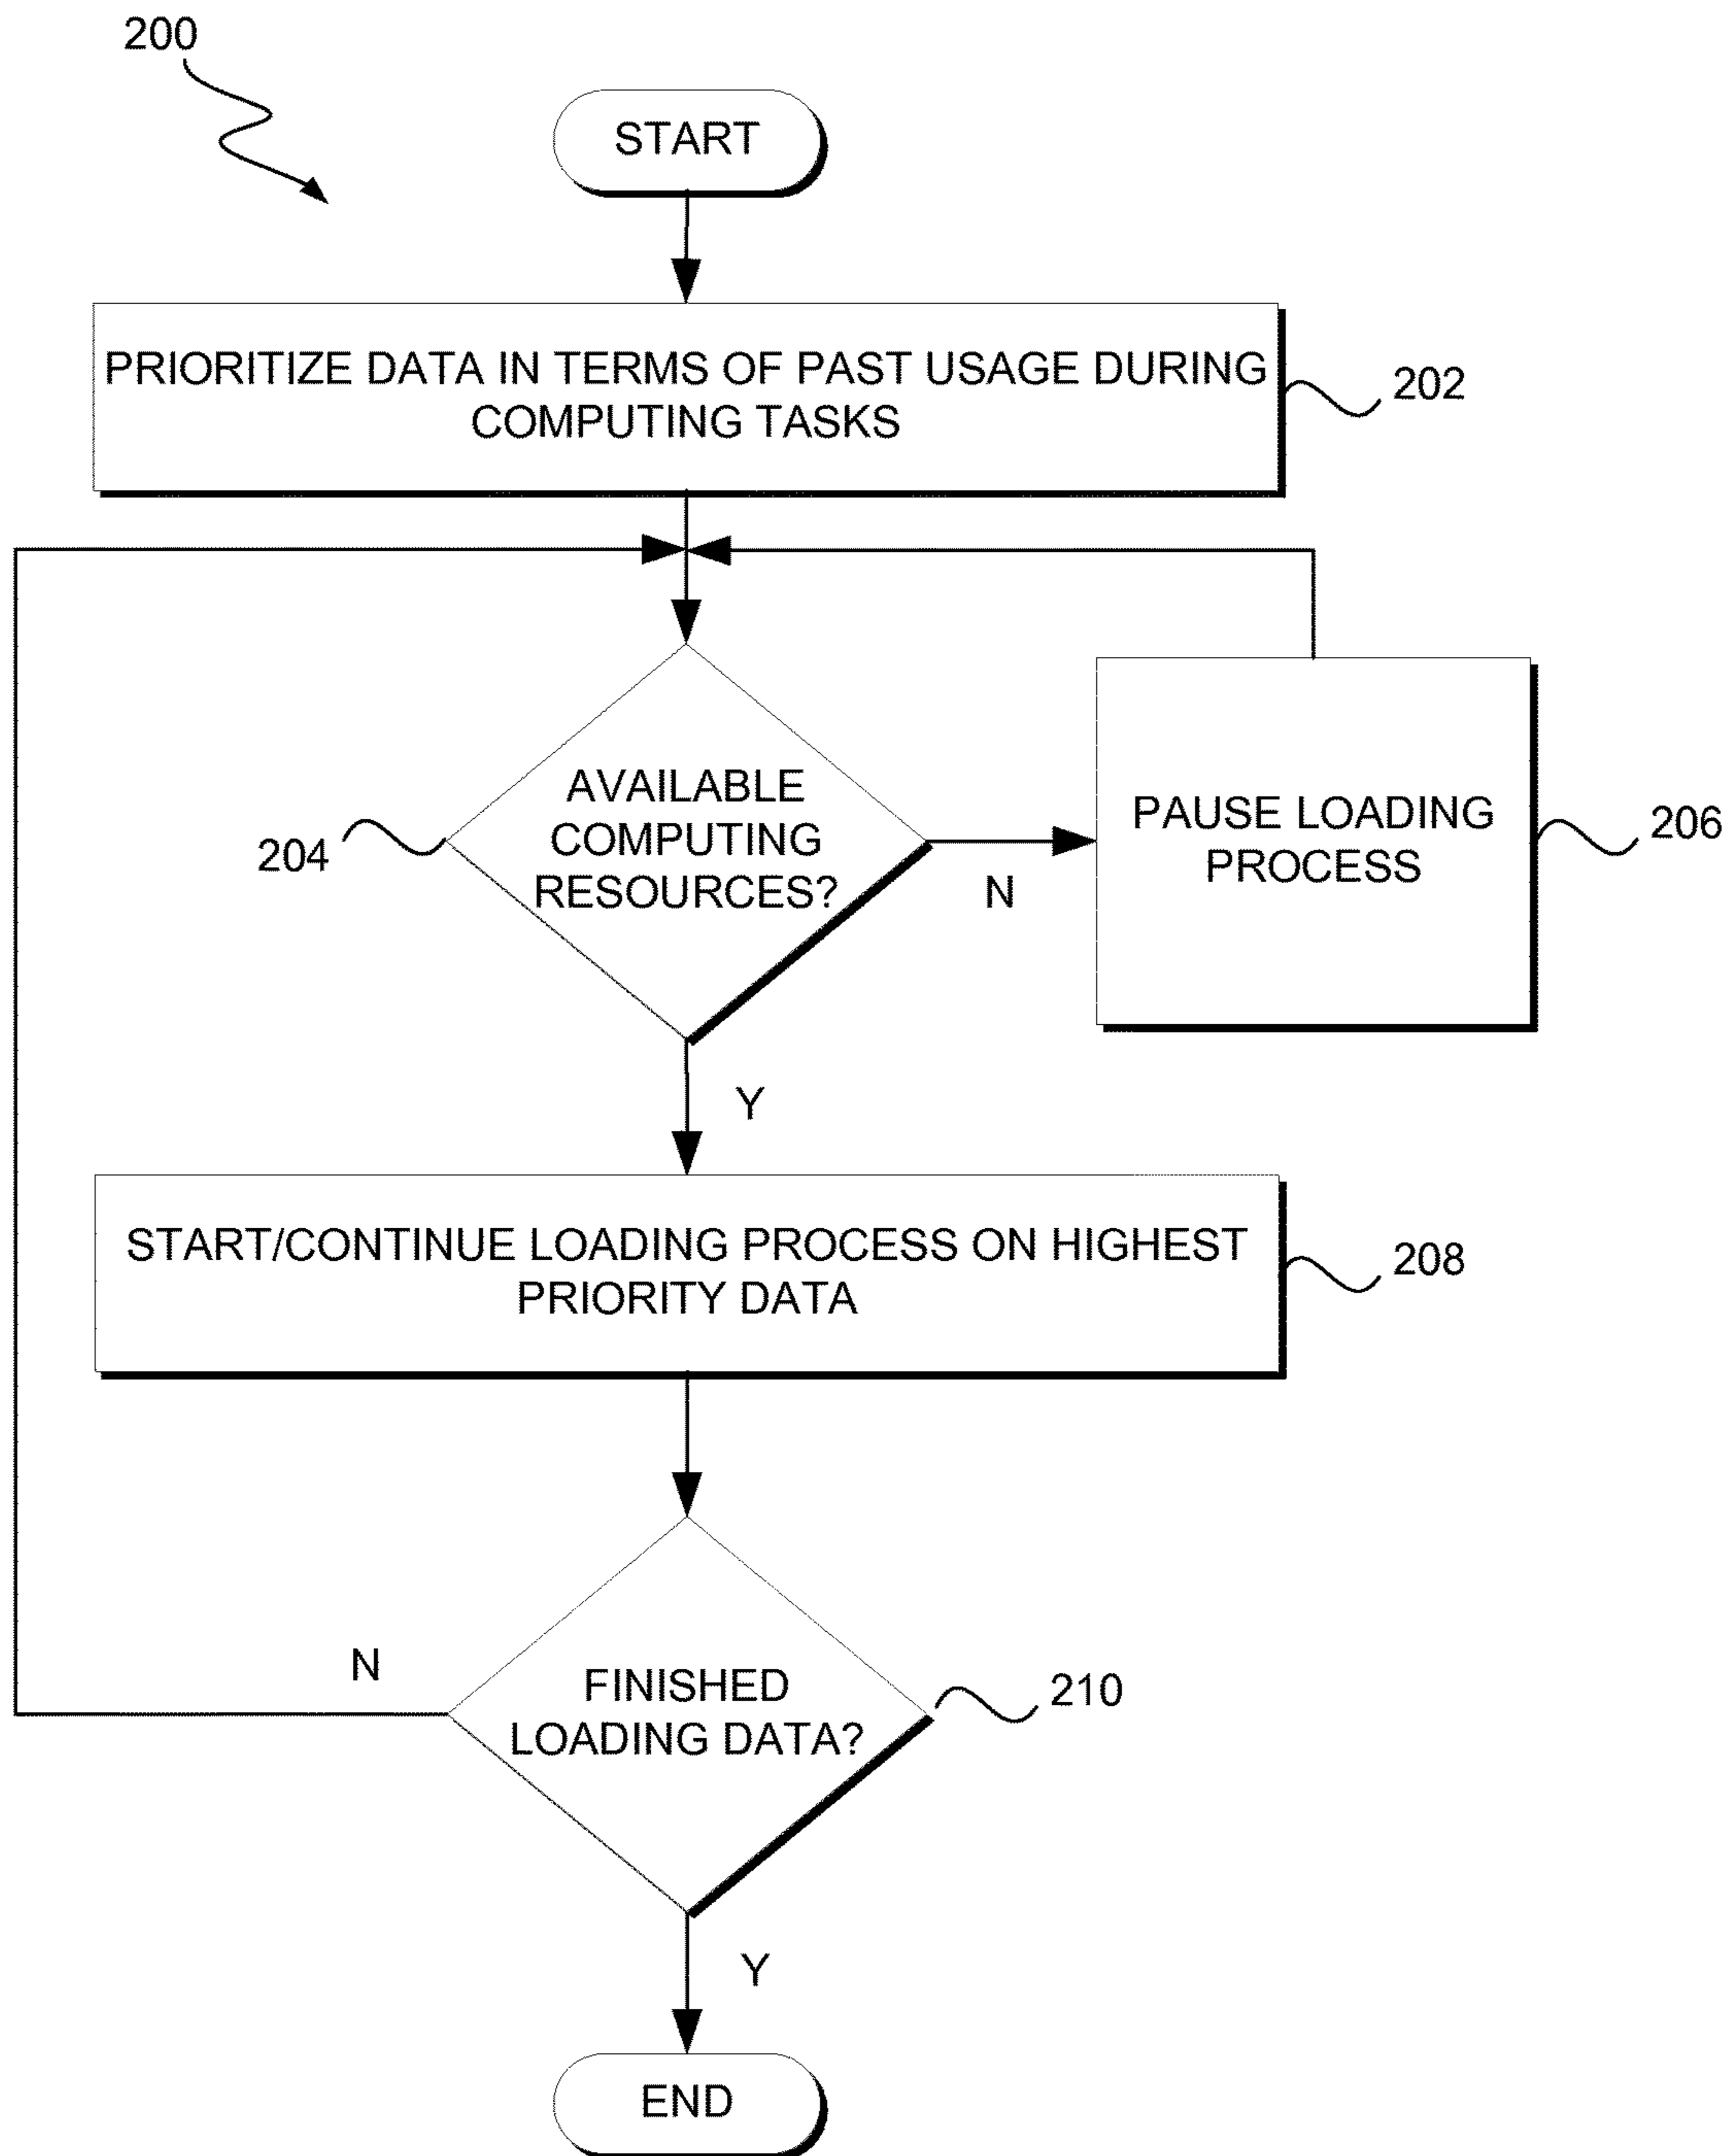 200
START
PRIORITIZE DATA IN TERMS OF PAST USAGE DURING
COMPUTING TASKS
202
AVAILABLE
COMPUTING
RESOURCES?
204
N
PAUSE LOADING
PROCESS
206
Y
START/CONTINUE LOADING PROCESS ON HIGHEST
PRIORITY DATA
208
N
FINISHED
LOADING DATA?
210
Y
END